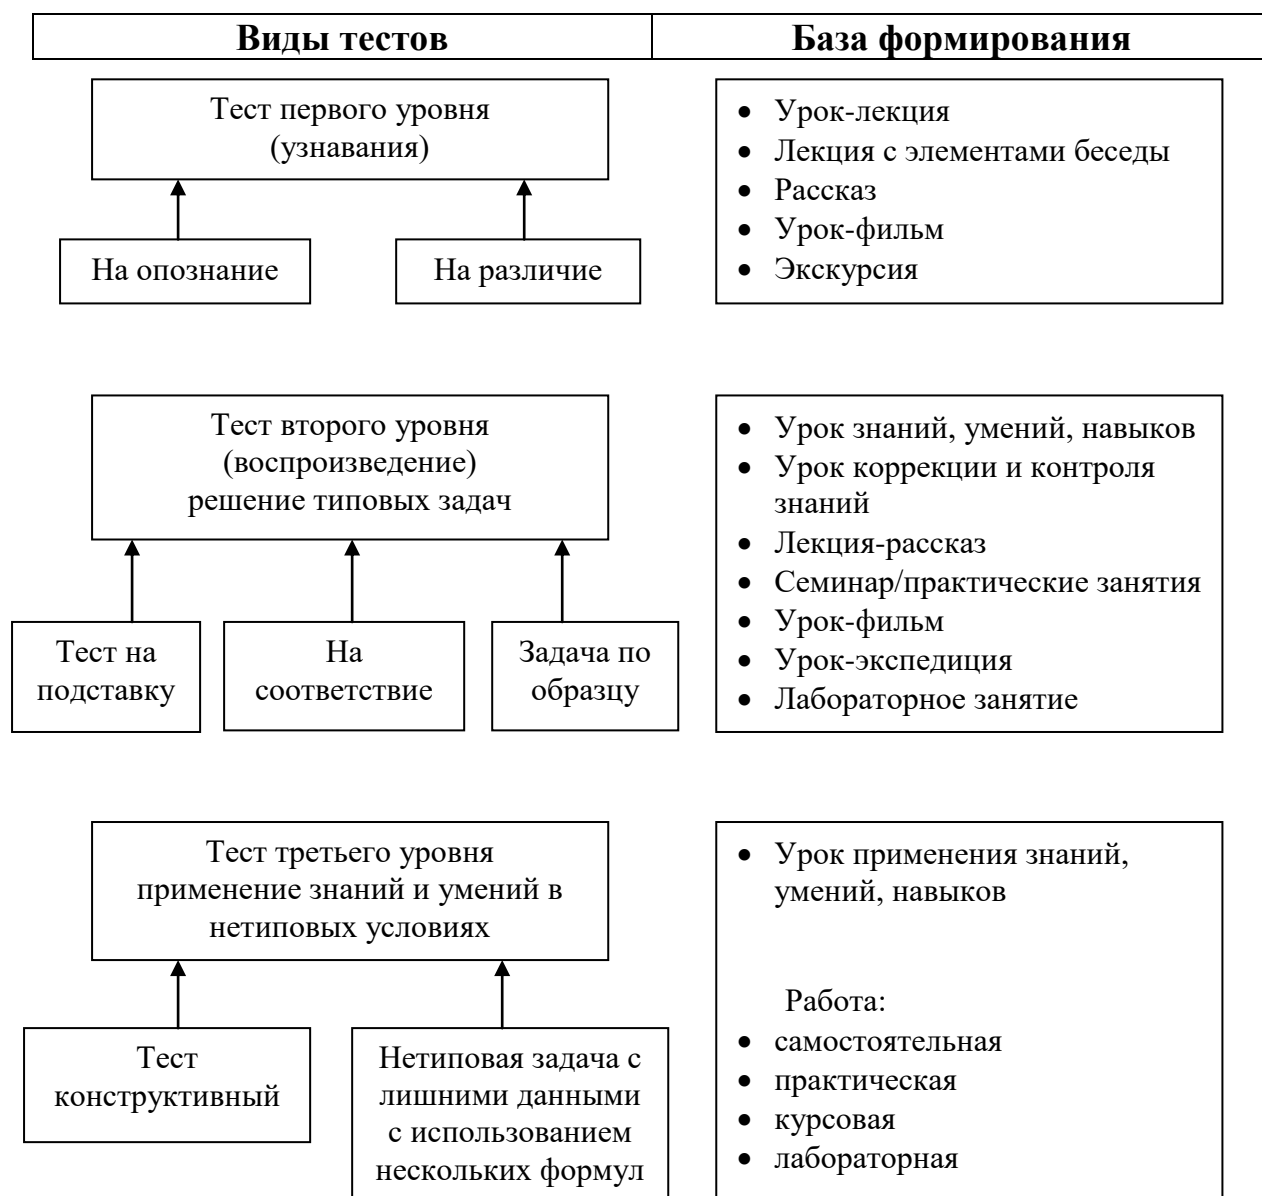 Виды тестов
База формирования
Тест первого уровня
(узнавания)
На опознание
На различие
• Урок-лекция
• Лекция с элементами беседы
• Рассказ
• Урок-фильм
• Экскурсия
Тест второго уровня
(воспроизведение)
решение типовых задач
Тест на
подставку
На
соответствие
Задача по
образцу
• Урок знаний, умений, навыков
• Урок коррекции и контроля
знаний
• Лекция-рассказ
• Семинар/практические занятия
• Урок-фильм
• Урок-экспедиция
• Лабораторное занятие
Тест третьего уровня
применение знаний и умений в
нетиповых условиях
Тест
конструктивный
Нетиповая задача с
лишними данными
с использованием
нескольких формул
• Урок применения знаний,
умений, навыков
Работа:
• самостоятельная
• практическая
• курсовая
• лабораторная